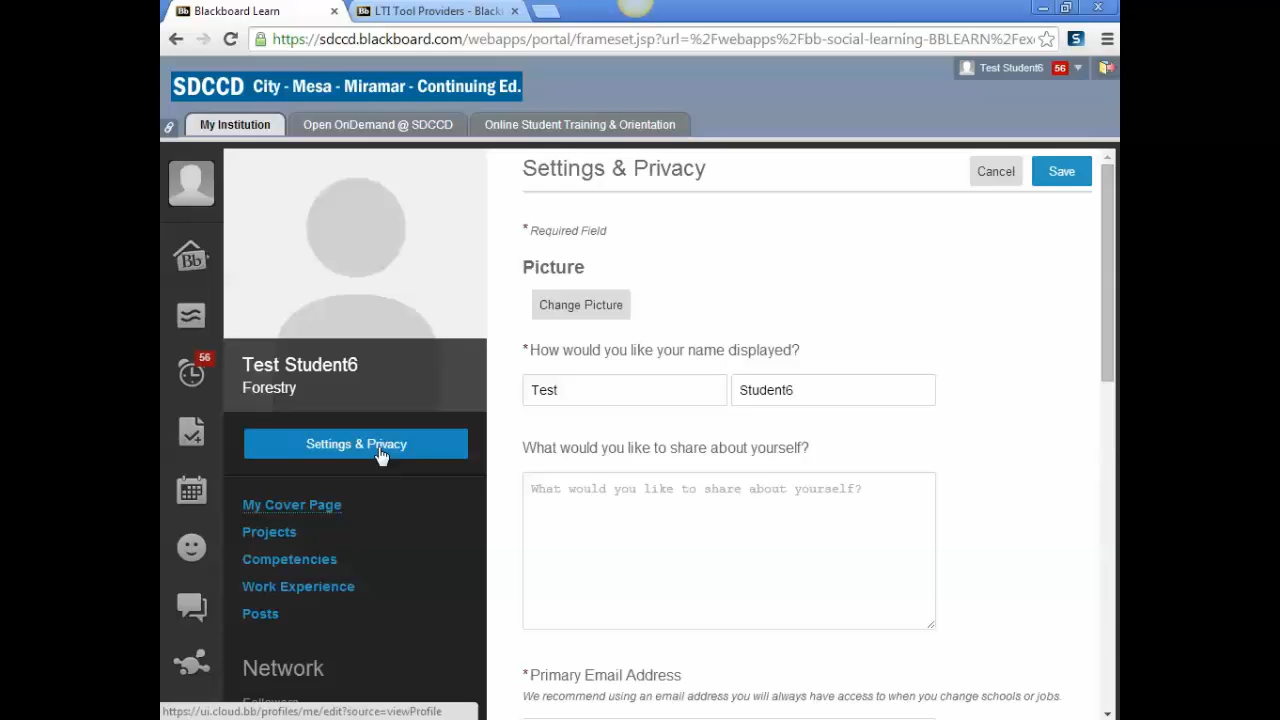 Bb Blackboard Learn ×
Bb LTI Tool Providers – Blackb ×
https://sdccd.blackboard.com/webapps/portal/frameset.jsp?url=%2Fwebapps%2Fbb-social-learning-BBLEARN%2Fexe
S
Test Student6 56
SDCCD City - Mesa - Miramar - Continuing Ed.
My Institution
Open OnDemand @ SDCCD
Online Student Training & Orientation
Bb
56
Test Student6
Forestry
Settings & Privacy
My Cover Page
Projects
Competencies
Work Experience
Posts
Network
https://ui.cloud.bb/profiles/me/edit?source=viewProfile
Settings & Privacy
Cancel
Save
* Required Field
Picture
Change Picture
*How would you like your name displayed?
Test
Student6
What would you like to share about yourself?
What would you like to share about yourself?
*Primary Email Address
We recommend using an email address you will always have access to when you change schools or jobs.